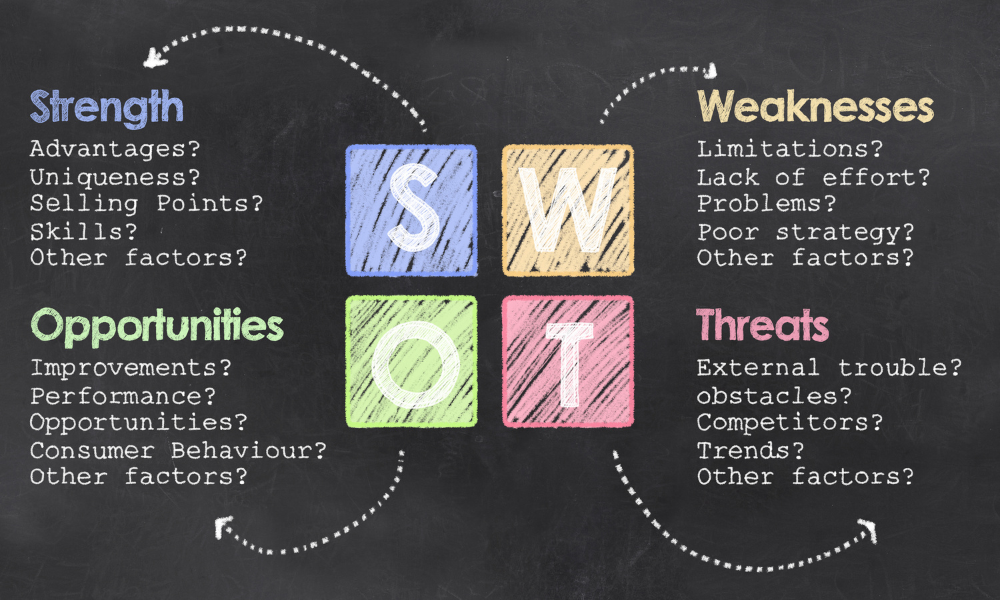 Strength
Advantages?
Uniqueness?
Selling Points?
Skills?
Other factors?
Opportunities
Improvements?
Performance?
Opportunities?
Consumer Behaviour?
Other factors?
S
W
O
T
Weaknesses
Limitations?
Lack of effort?
Problems?
Poor strategy?
Other factors?
Threats
External trouble?
obstacles?
Competitors?
Trends?
Other factors?